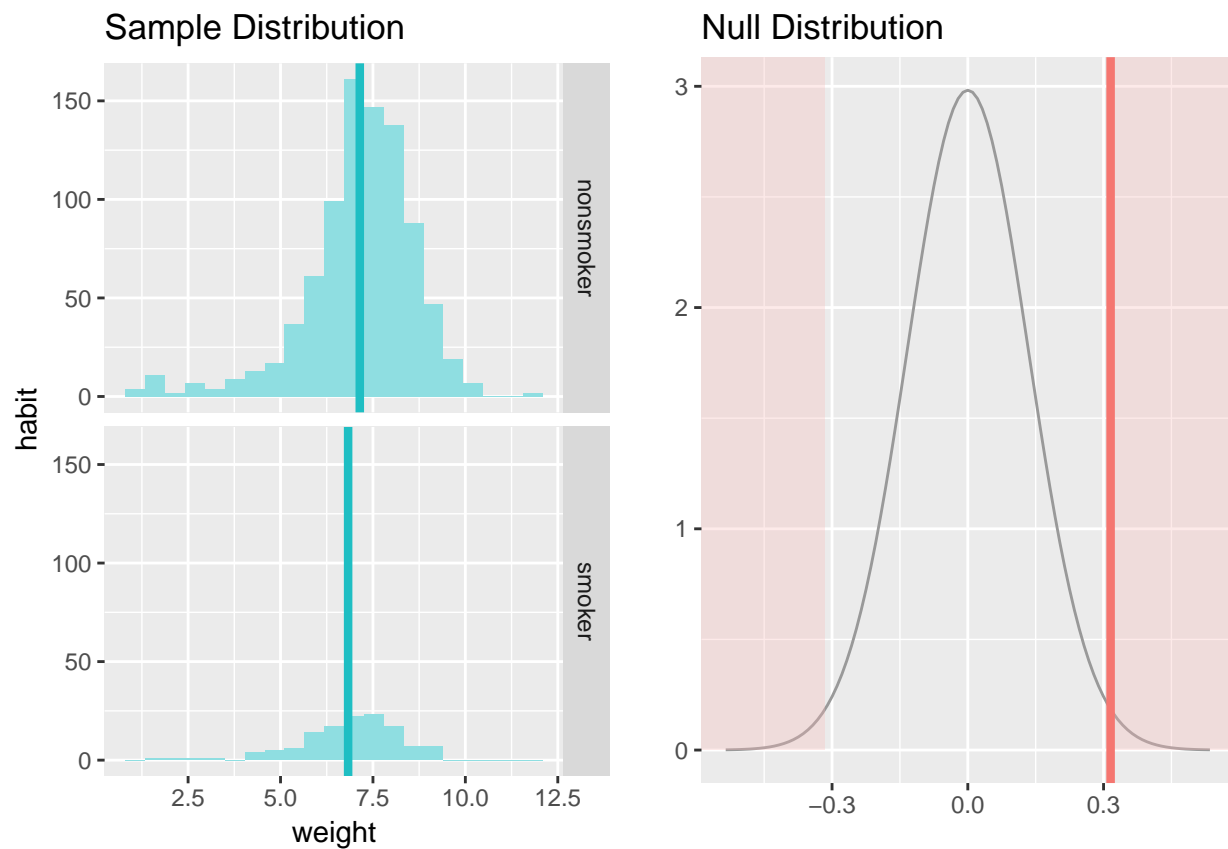 Sample Distribution
150
100
50
0
nonsmoker
habit
150
100
50
0
smoker
2.5 5.0 7.5 10.0 12.5
weight
Null Distribution
3
2
1
0
−0.3 0.0 0.3